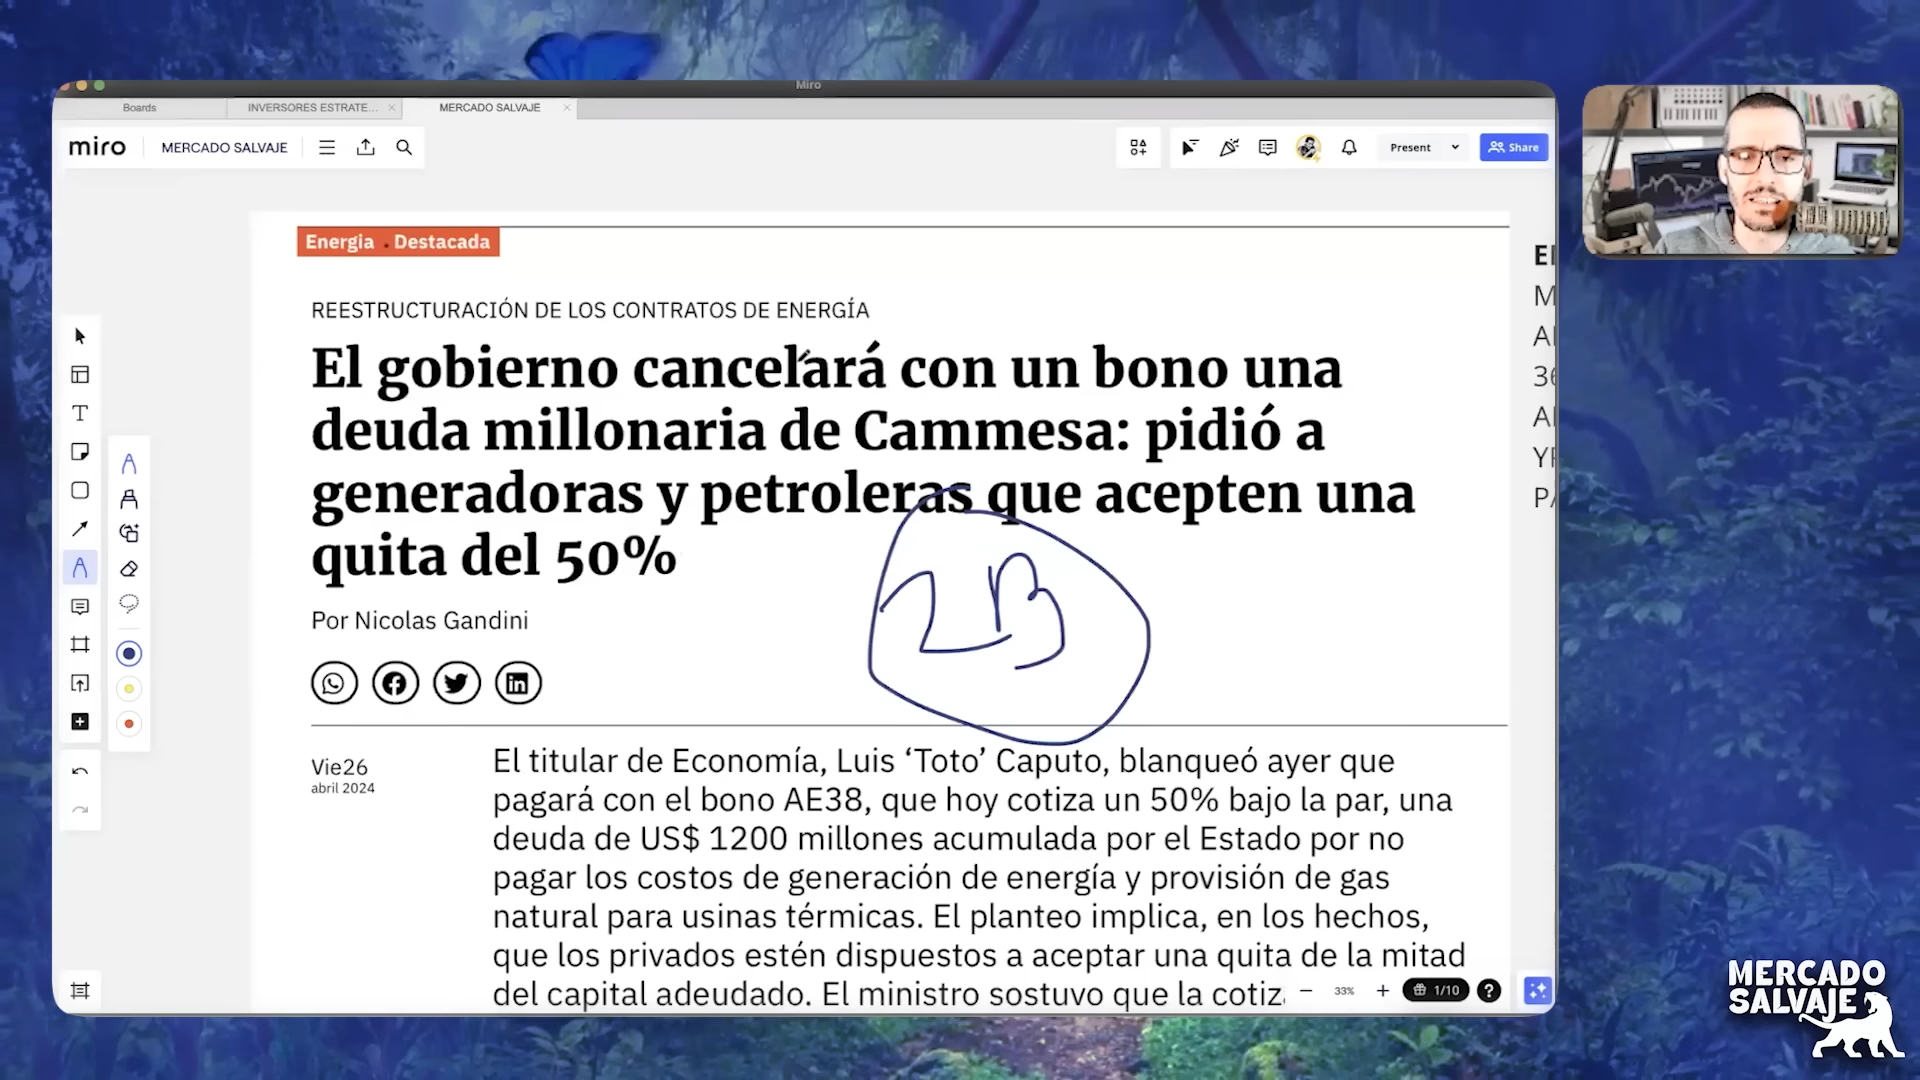 Miro
Boards
INVERSORES ESTRATE...
MERCADO SALVAJE
miro
MERCADO SALVAJE
Present
Share
Energia . Destacada
REESTRUCTURACIÓN DE LOS CONTRATOS DE ENERGÍA
El gobierno cancelará con un bono una
deuda millonaria de Cammesa: pidió a
generadoras y petroleras que acepten una
quita del 50%
Por Nicolas Gandini
Vie26
abril 2024
El titular de Economía, Luis ‘Toto’ Caputo, blanqueó ayer que
pagará con el bono AE38, que hoy cotiza un 50% bajo la par, una
deuda de US$ 1200 millones acumulada por el Estado por no
pagar los costos de generación de energía y provisión de gas
natural para usinas térmicas. El planteo implica, en los hechos,
que los privados estén dispuestos a aceptar una quita de la mitad
del capital adeudado. El ministro sostuvo que la cotiz
33%
1/10
?
MERCADO
SALVAJE